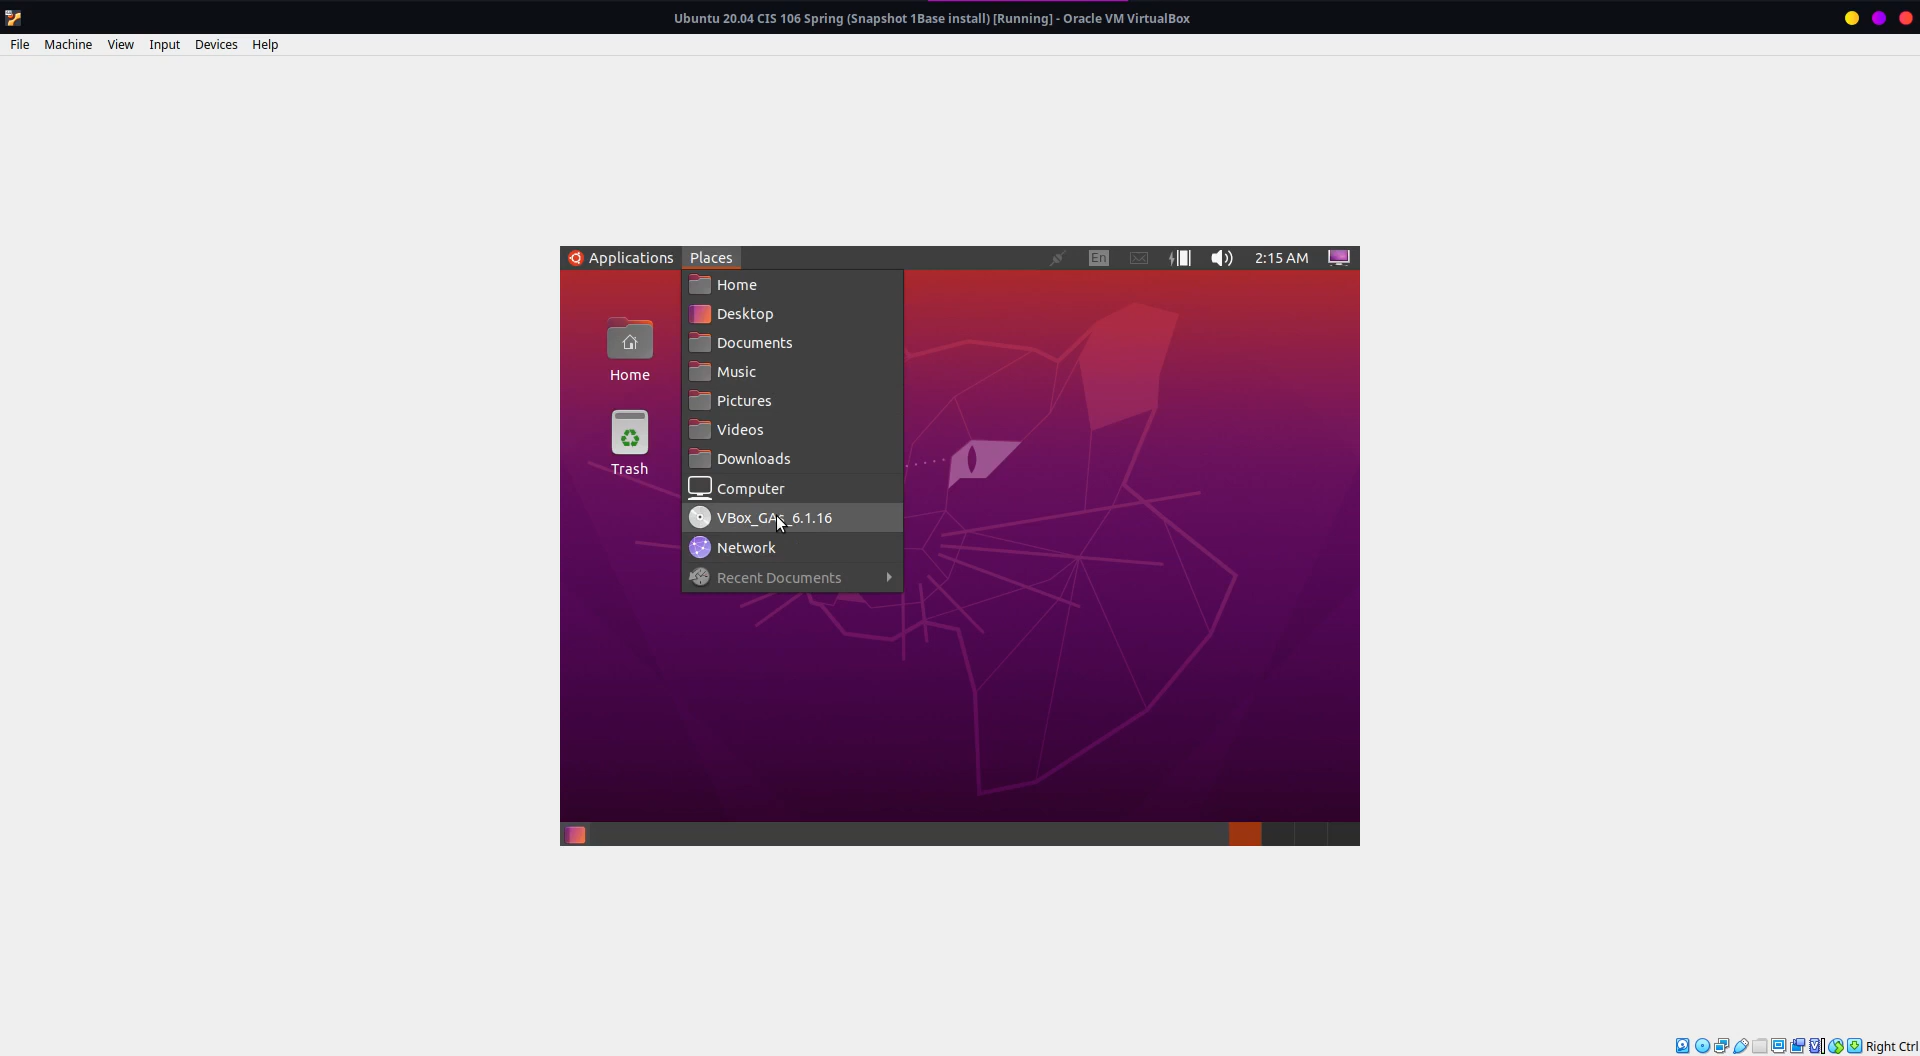 Ubuntu 20.04 CIS 106 Spring (Snapshot 1Base install) [Running] - Oracle VM VirtualBox
File Machine View Input Devices Help
Applications Places En 2:15 AM
Home
Desktop
Documents
Music
Pictures
Videos
Downloads
Computer
VBox_GAs_6.1.16
Network
Recent Documents
Home
Trash
Right Ctrl